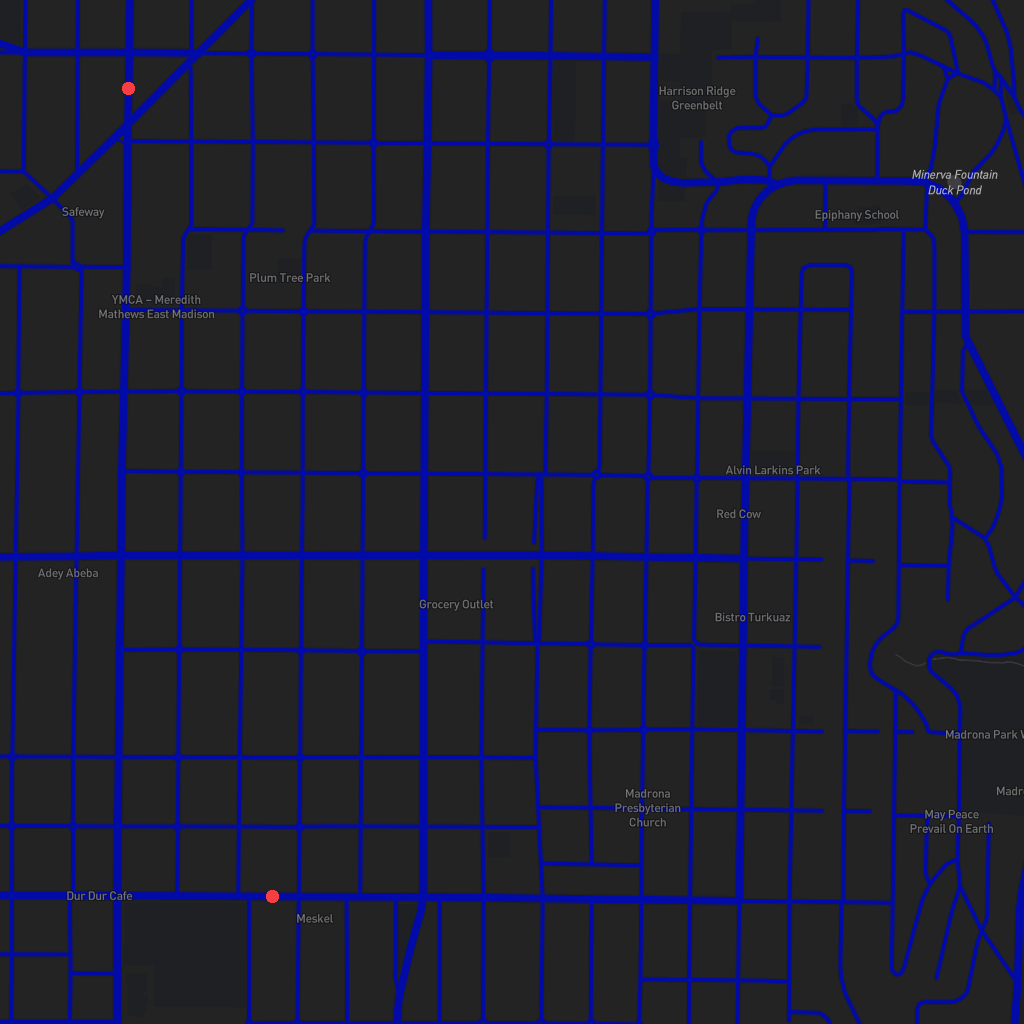 Harrison Ridge
Greenbelt
Minerva Fountain
Duck Pond
Safeway
Epiphany School
Plum Tree Park
YMCA – Meredith
Mathews East Madison
Alvin Larkins Park
Red Cow
Adey Abeba
Grocery Outlet
Bistro Turkuaz
Madrona Park W
Madrona
Presbyterian
Church
Madro
May Peace
Prevail On Earth
Dur Dur Cafe
Meskel